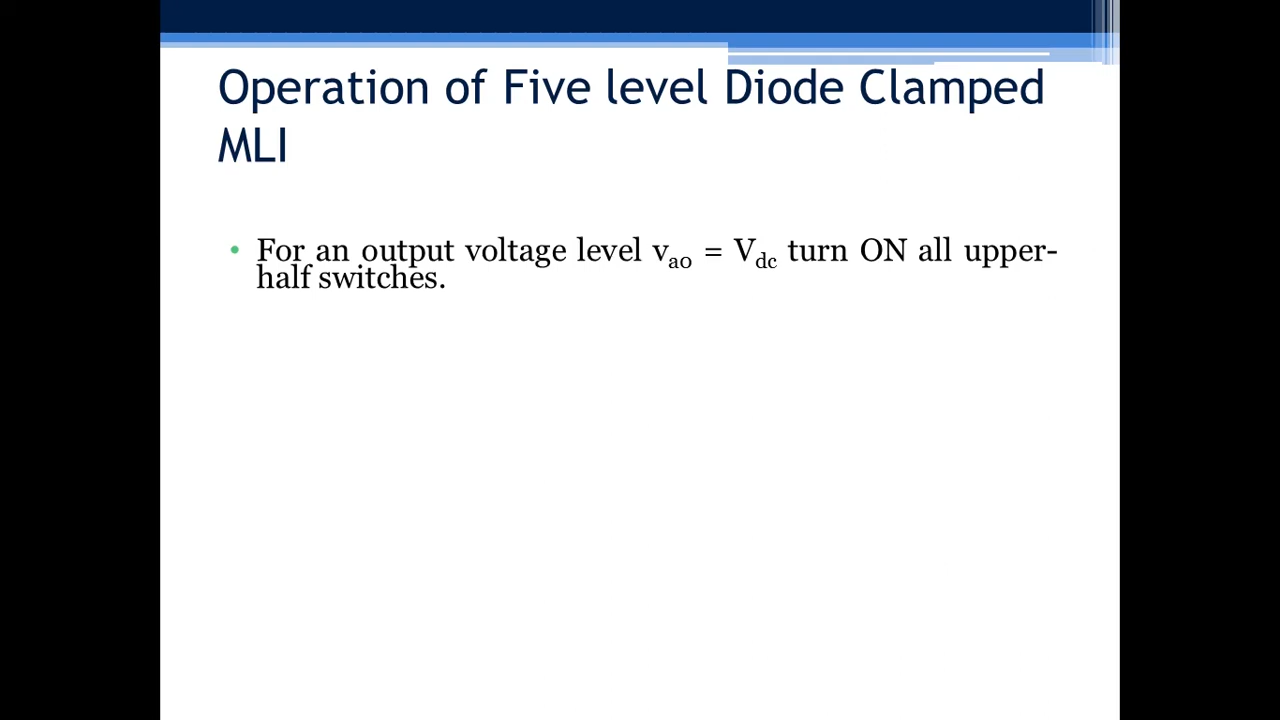 Operation of Five level Diode Clamped
MLI
• For an output voltage level vao = Vdc turn ON all upper-
half switches.